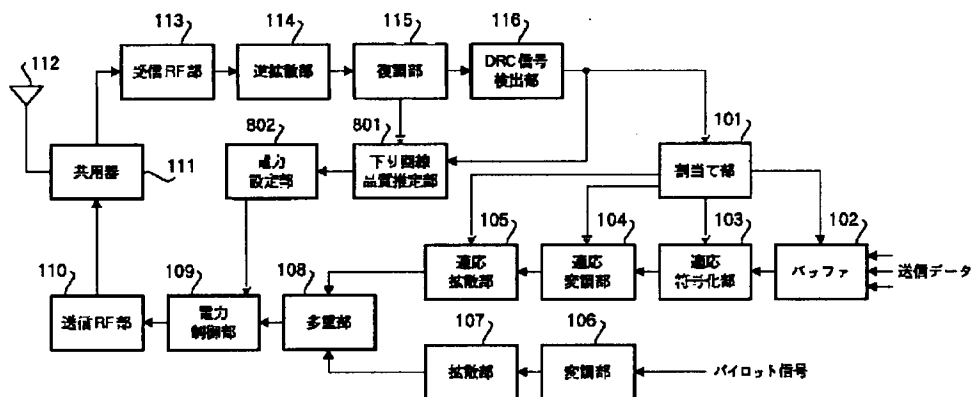 113
114
115
116
112
受信RF部
逆拡散部
復調部
DRC信号
検出部
802
801
101
共用器
111
電力
設定部
下り回線
品質推定部
割当て部
105
104
103
102
110
109
108
適応
拡散部
適応
変調部
適応
符号化部
バッファ
送信データ
送信RF部
電力
制御部
多重部
107
106
拡散部
変調部
パイロット信号